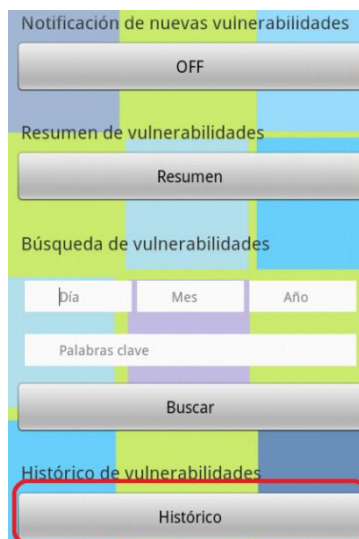 Notificación de nuevas vulnerabilidades
OFF
Resumen de vulnerabilidades
Resumen
Búsqueda de vulnerabilidades
Día Mes Año
Palabras clave
Buscar
Histórico de vulnerabilidades
Histórico